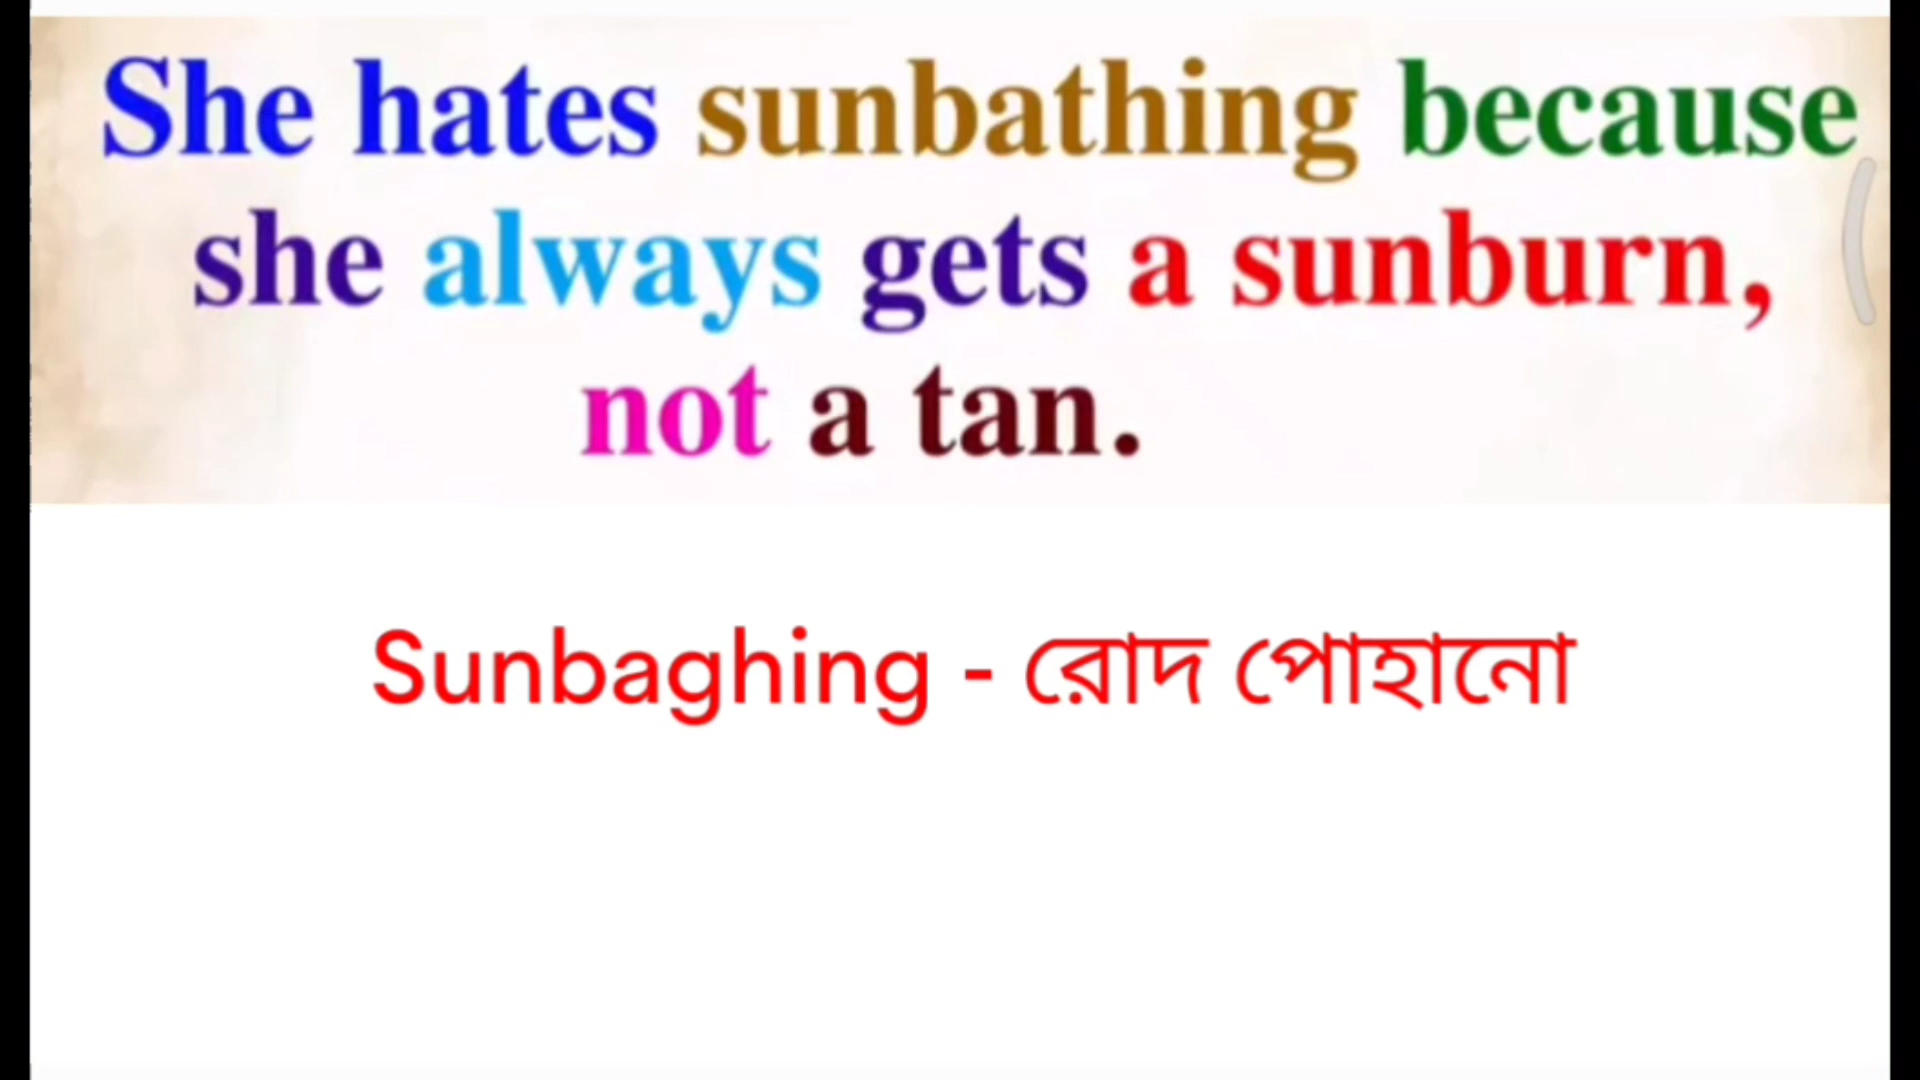 She hates sunbathing because
she always gets a sunburn,
not a tan.
Sunbaghing - রোদ পোহানো